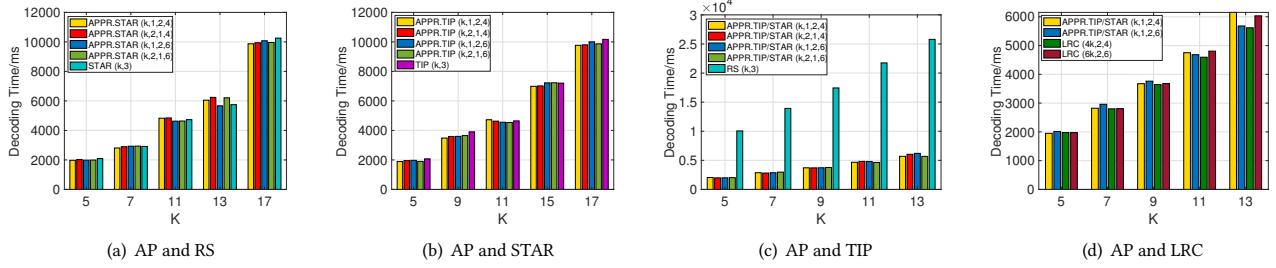 12000
10000
8000
6000
4000
2000
0
Decoding Time/ms
APPR.STAR (k,1,2,4)
APPR.STAR (k,2,1,4)
APPR.STAR (k,1,2,6)
APPR.STAR (k,2,1,6)
STAR (k,3)
5 7 11 13 17
K
(a) AP and RS
12000
10000
8000
6000
4000
2000
0
Decoding Time/ms
APPR.TIP (k,1,2,4)
APPR.TIP (k,2,1,4)
APPR.TIP (k,1,2,6)
APPR.TIP (k,2,1,6)
TIP (k,3)
5 9 11 15 17
K
(b) AP and STAR
×10⁴
3
2.5
2
1.5
1
0.5
0
Decoding Time/ms
APPR.TIP/STAR (k,1,2,4)
APPR.TIP/STAR (k,2,1,4)
APPR.TIP/STAR (k,1,2,6)
APPR.TIP/STAR (k,2,1,6)
RS (k,3)
5 7 9 11 13
K
(c) AP and TIP
6000
5000
4000
3000
2000
1000
0
Decoding Time/ms
APPR.TIP/STAR (k,1,2,4)
APPR.TIP/STAR (k,1,2,6)
LRC (4k,2,4)
LRC (6k,2,6)
5 7 9 11 13
K
(d) AP and LRC